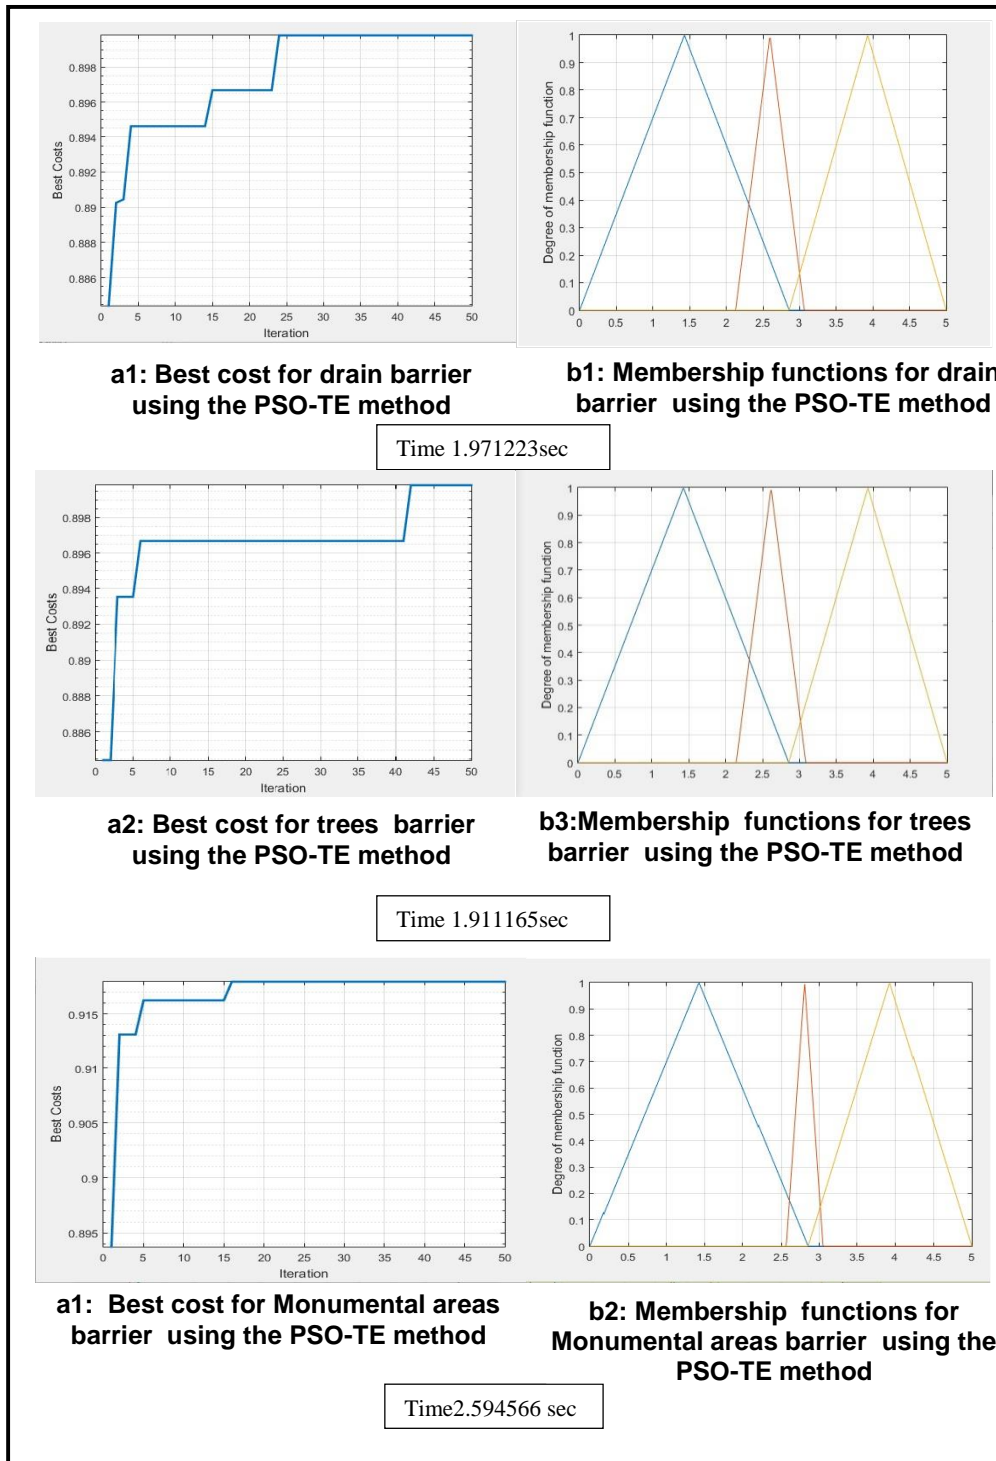 0.898
0.896
0.894
0.892
0.89
0.888
0.886
Best Costs
0 5 10 15 20 25 30 35 40 45 50
Iteration
1
0.9
0.8
0.7
0.6
0.5
0.4
0.3
0.2
0.1
0
Degree of membership function
0 0.5 1 1.5 2 2.5 3 3.5 4 4.5 5
a1: Best cost for drain barrier
using the PSO-TE method
b1: Membership functions for drain
barrier using the PSO-TE method
Time 1.971223sec
0.898
0.896
0.894
0.892
0.89
0.888
0.886
Best Costs
0 5 10 15 20 25 30 35 40 45 50
Iteration
1
0.9
0.8
0.7
0.6
0.5
0.4
0.3
0.2
0.1
0
Degree of membership function
0 0.5 1 1.5 2 2.5 3 3.5 4 4.5 5
a2: Best cost for trees barrier
using the PSO-TE method
b3:Membership functions for trees
barrier using the PSO-TE method
Time 1.911165sec
0.915
0.91
0.905
0.9
0.895
Best Costs
0 5 10 15 20 25 30 35 40 45 50
Iteration
1
0.9
0.8
0.7
0.6
0.5
0.4
0.3
0.2
0.1
0
Degree of membership function
0 0.5 1 1.5 2 2.5 3 3.5 4 4.5 5
a1: Best cost for Monumental areas
barrier using the PSO-TE method
b2: Membership functions for
Monumental areas barrier using the
PSO-TE method
Time2.594566 sec